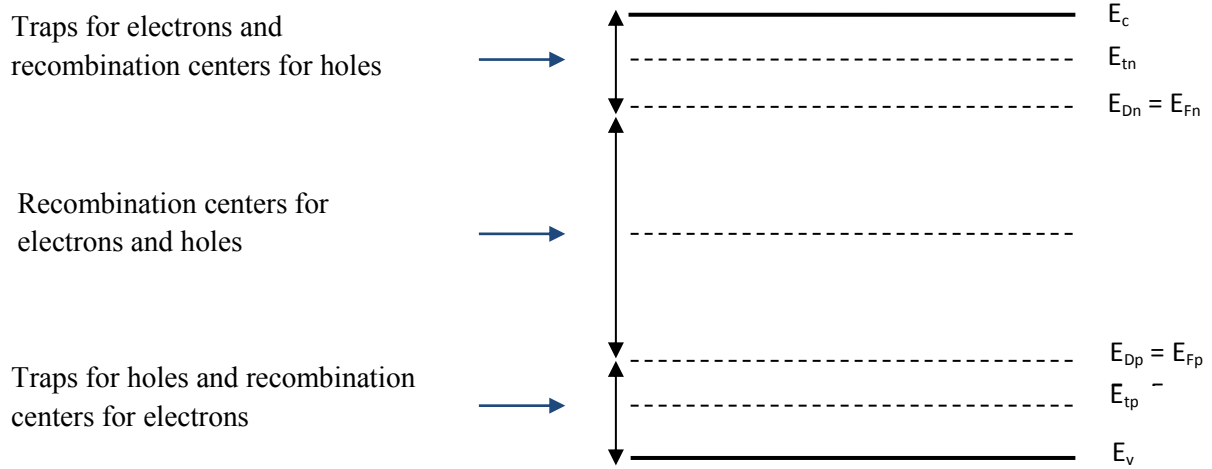 Traps for electrons and
recombination centers for holes
E_c
E_tn
E_Dn = E_Fn
Recombination centers for
electrons and holes
E_Dp = E_Fp
Traps for holes and recombination
centers for electrons
E_tp
E_v